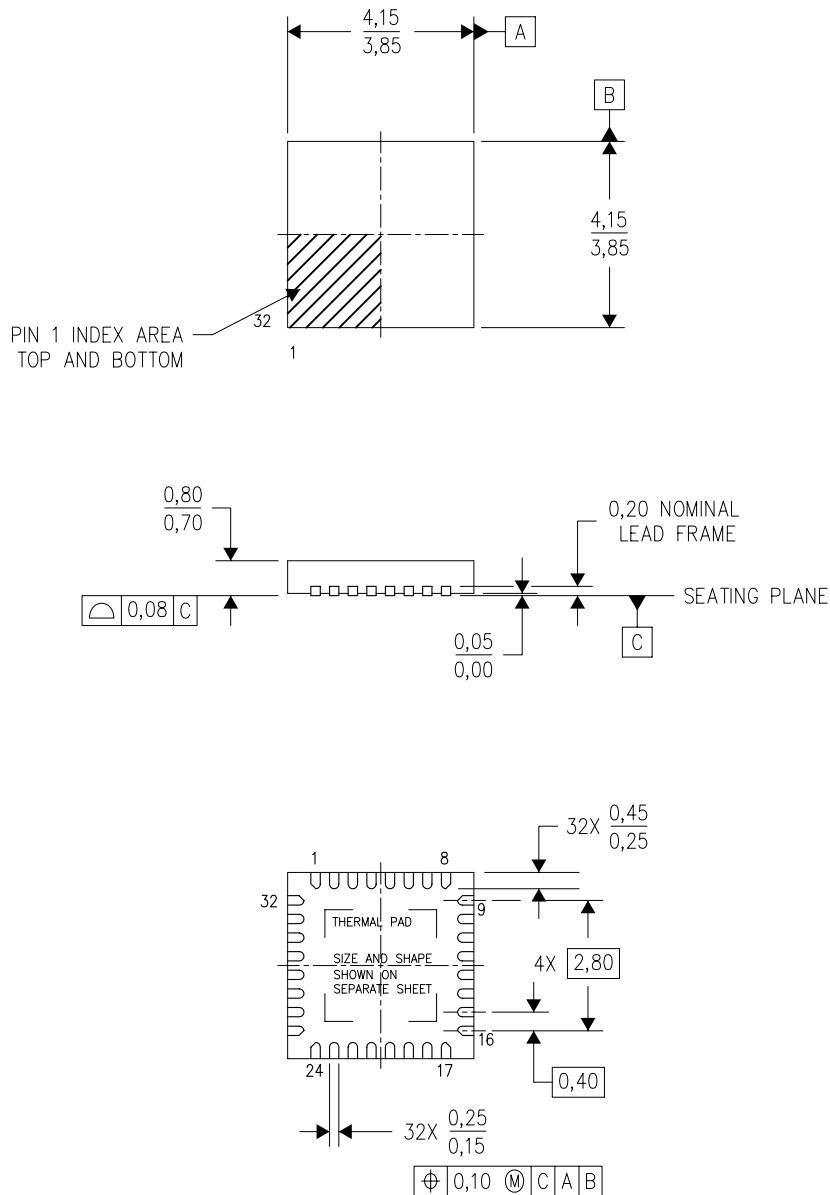 4,15
3,85
A
B
4,15
3,85
32
PIN 1 INDEX AREA
TOP AND BOTTOM
1
0,80
0,70
0,20 NOMINAL
LEAD FRAME
0,08 C
SEATING PLANE
0,05
0,00
C
32X 0,45
0,25
1
8
32
9
THERMAL PAD
SIZE AND SHAPE
SHOWN ON
SEPARATE SHEET
4X 2,80
16
24
17
0,40
32X 0,25
0,15
⌖ 0,10 Ⓜ C A B